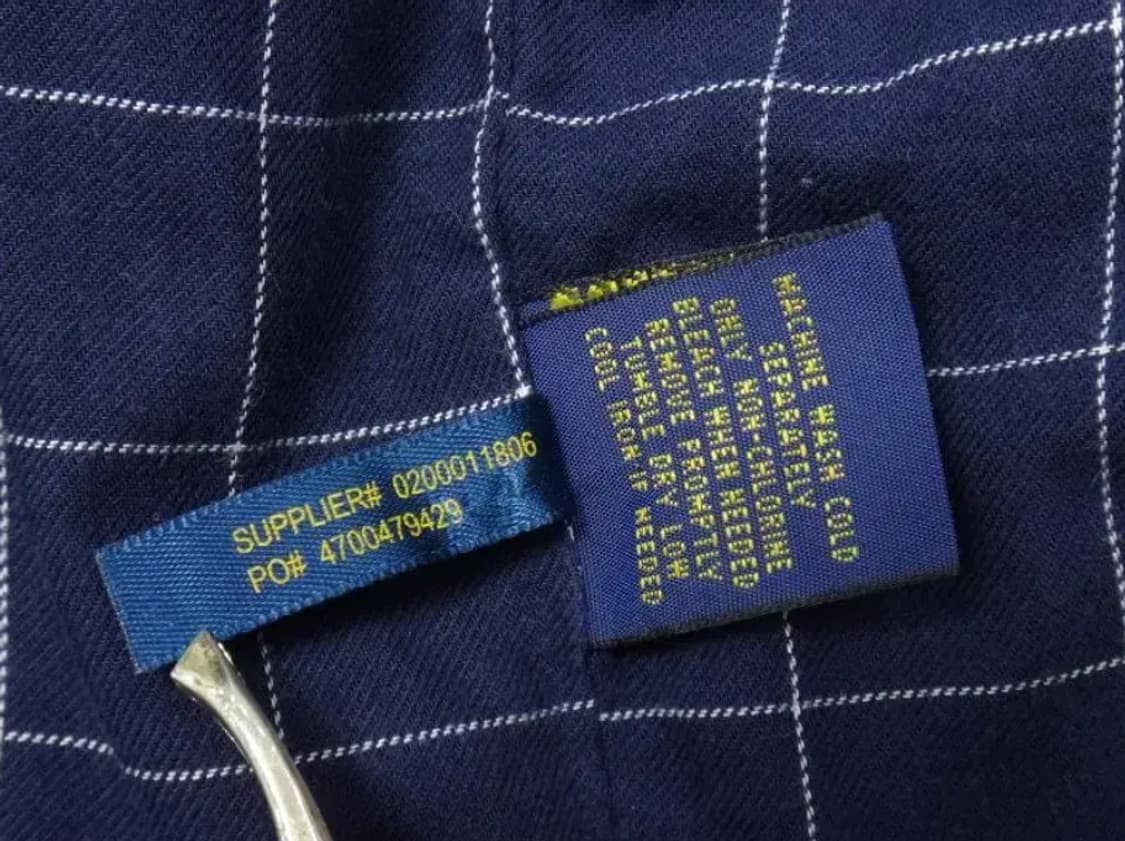 SUPPLIER# 0200011806
PO# 4700479429
MACHINE WASH COLD
SEPARATELY
ONLY NON-CHLORINE
BLEACH WHEN NEEDED
REMOVE PROMPTLY
TUMBLE DRY LOW
COOL IRON IF NEEDED